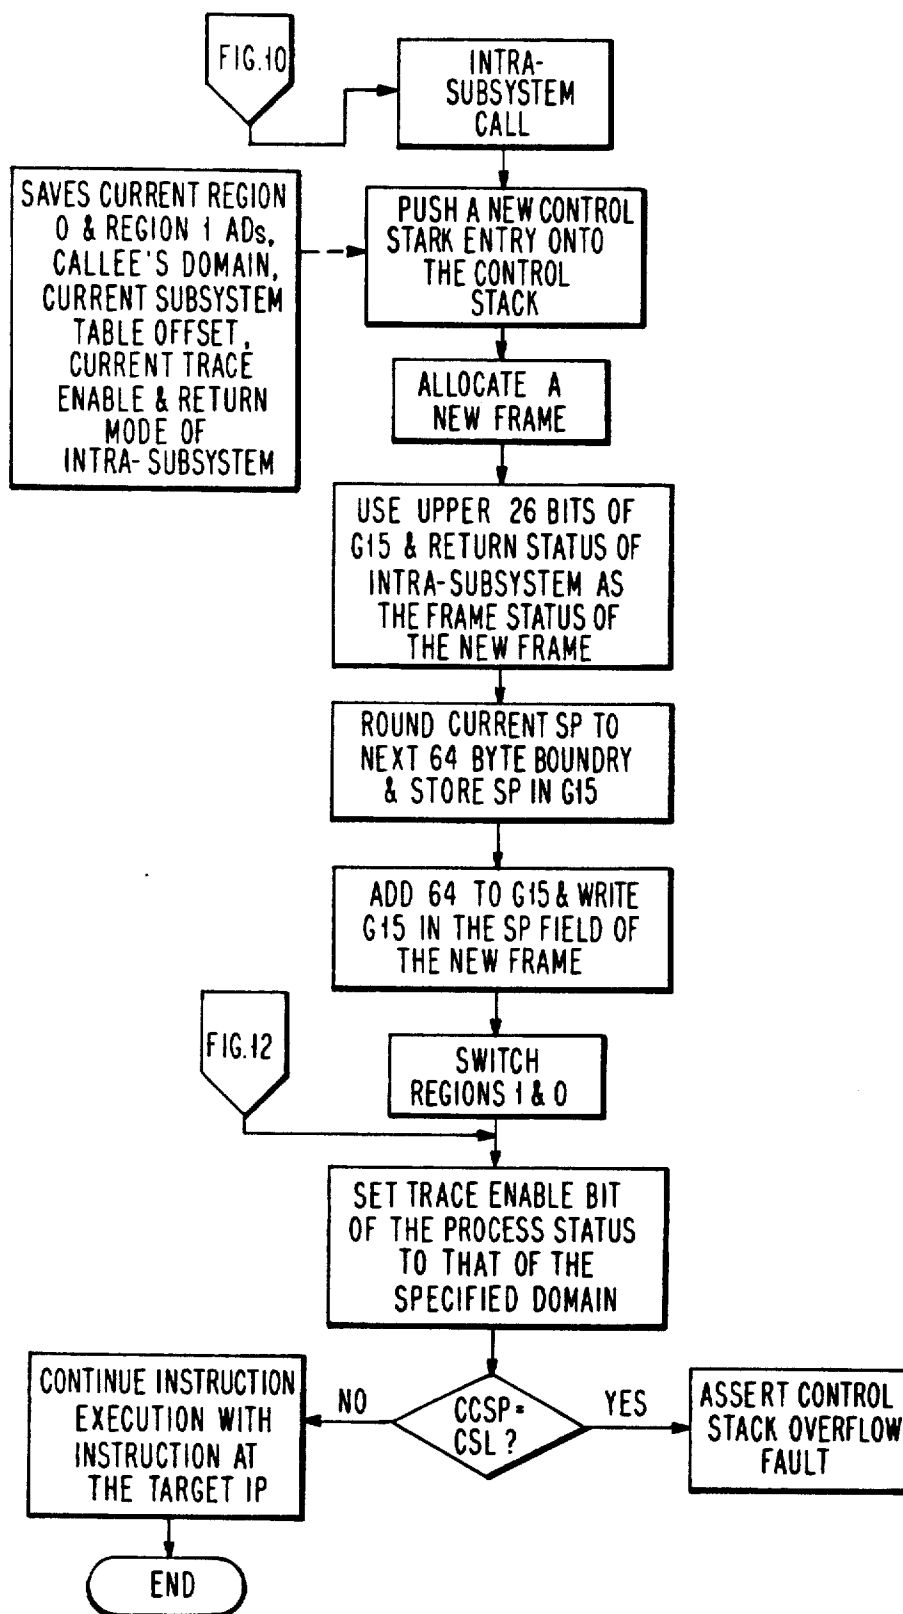 FIG.10
INTRA-
SUBSYSTEM
CALL
SAVES CURRENT REGION
0 & REGION 1 ADs,
CALLEE'S DOMAIN,
CURRENT SUBSYSTEM
TABLE OFFSET,
CURRENT TRACE
ENABLE & RETURN
MODE OF
INTRA-SUBSYSTEM
PUSH A NEW CONTROL
STARK ENTRY ONTO
THE CONTROL
STACK
ALLOCATE A
NEW FRAME
USE UPPER 26 BITS OF
G15 & RETURN STATUS OF
INTRA-SUBSYSTEM AS
THE FRAME STATUS OF
THE NEW FRAME
ROUND CURRENT SP TO
NEXT 64 BYTE BOUNDRY
& STORE SP IN G15
ADD 64 TO G15 & WRITE
G15 IN THE SP FIELD OF
THE NEW FRAME
FIG.12
SWITCH
REGIONS 1 & 0
SET TRACE ENABLE BIT
OF THE PROCESS STATUS
TO THAT OF THE
SPECIFIED DOMAIN
CCSP=
CSL ?
NO
YES
CONTINUE INSTRUCTION
EXECUTION WITH
INSTRUCTION AT
THE TARGET IP
ASSERT CONTROL
STACK OVERFLOW
FAULT
END